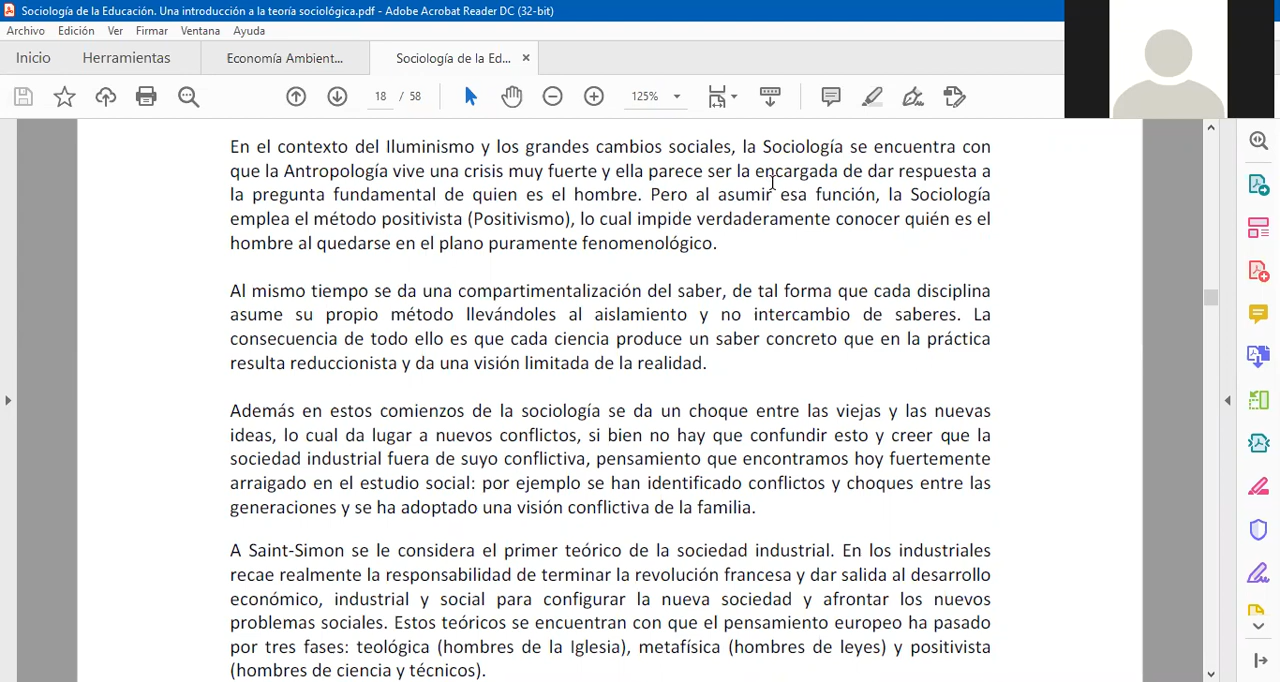 Sociología de la Educación. Una introducción a la teoría sociológica.pdf - Adobe Acrobat Reader DC (32-bit)
Archivo Edición Ver Firmar Ventana Ayuda
Inicio Herramientas Economía Ambient... Sociología de la Ed... ×
18 / 58 125%
En el contexto del Iluminismo y los grandes cambios sociales, la Sociología se encuentra con
que la Antropología vive una crisis muy fuerte y ella parece ser la encargada de dar respuesta a
la pregunta fundamental de quien es el hombre. Pero al asumir esa función, la Sociología
emplea el método positivista (Positivismo), lo cual impide verdaderamente conocer quién es el
hombre al quedarse en el plano puramente fenomenológico.
Al mismo tiempo se da una compartimentalización del saber, de tal forma que cada disciplina
asume su propio método llevándoles al aislamiento y no intercambio de saberes. La
consecuencia de todo ello es que cada ciencia produce un saber concreto que en la práctica
resulta reduccionista y da una visión limitada de la realidad.
Además en estos comienzos de la sociología se da un choque entre las viejas y las nuevas
ideas, lo cual da lugar a nuevos conflictos, si bien no hay que confundir esto y creer que la
sociedad industrial fuera de suyo conflictiva, pensamiento que encontramos hoy fuertemente
arraigado en el estudio social: por ejemplo se han identificado conflictos y choques entre las
generaciones y se ha adoptado una visión conflictiva de la familia.
A Saint-Simon se le considera el primer teórico de la sociedad industrial. En los industriales
recae realmente la responsabilidad de terminar la revolución francesa y dar salida al desarrollo
económico, industrial y social para configurar la nueva sociedad y afrontar los nuevos
problemas sociales. Estos teóricos se encuentran con que el pensamiento europeo ha pasado
por tres fases: teológica (hombres de la Iglesia), metafísica (hombres de leyes) y positivista
(hombres de ciencia y técnicos).